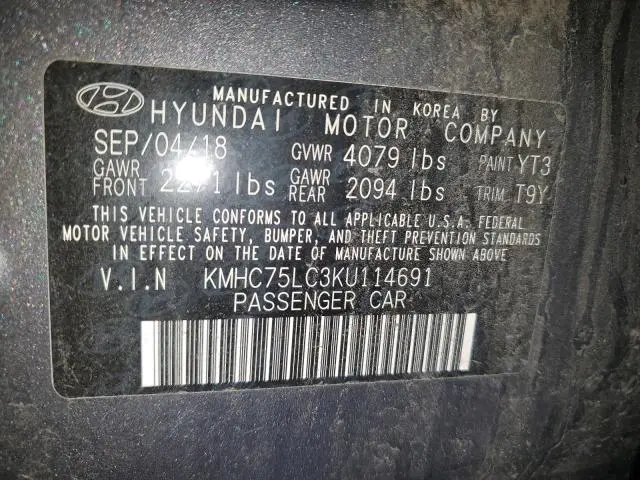 MANUFACTURED IN KOREA BY
HYUNDAI MOTOR COMPANY
SEP/04/18 GVWR 4079 lbs PAINT YT3
GAWR FRONT 2271 lbs GAWR REAR 2094 lbs TRIM T9Y
THIS VEHICLE CONFORMS TO ALL APPLICABLE U.S.A. FEDERAL
MOTOR VEHICLE SAFETY, BUMPER, AND THEFT PREVENTION STANDARDS
IN EFFECT ON THE DATE OF MANUFACTURE SHOWN ABOVE
V.I.N KMHC75LC3KU114691
PASSENGER CAR